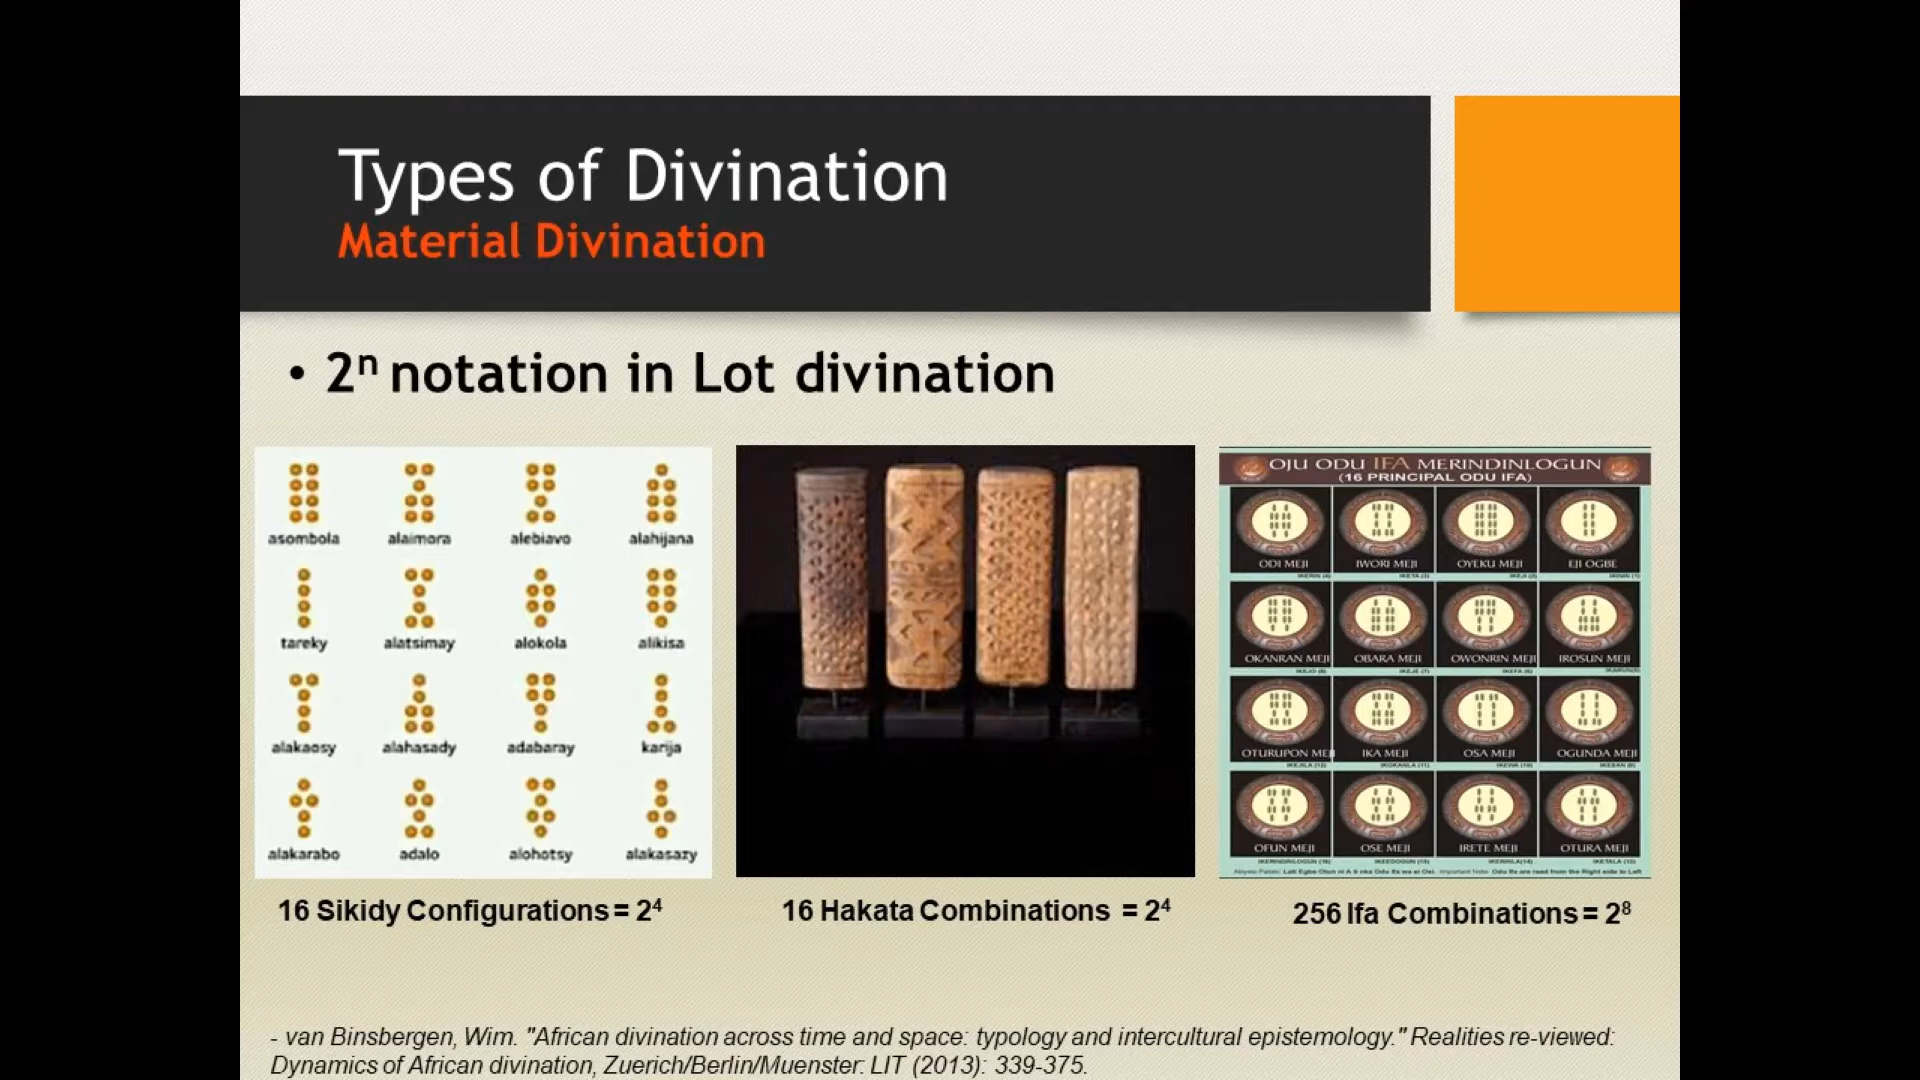 Types of Divination
Material Divination
• 2ⁿ notation in Lot divination
asombola alaimora alebiavo alahijana
tareky alatsimay alokola alikisa
alakaosy alahasady adabaray karija
alakarabo adalo alohotsy alakasazy
OJU ODU IFA MERINDINLOGUN
(16 PRINCIPAL ODU IFA)
ODI MEJI IWORI MEJI OYEKU MEJI EJI OGBE
OKANRAN MEJI OBARA MEJI OWONRIN MEJI IROSUN MEJI
OTURUPON MEJI IKA MEJI OSA MEJI OGUNDA MEJI
OFUN MEJI OSE MEJI IRETE MEJI OTURA MEJI
16 Sikidy Configurations = 2⁴
16 Hakata Combinations = 2⁴
256 Ifa Combinations = 2⁸
- van Binsbergen, Wim. "African divination across time and space: typology and intercultural epistemology." Realities re-viewed:
Dynamics of African divination, Zuerich/Berlin/Muenster: LIT (2013): 339-375.